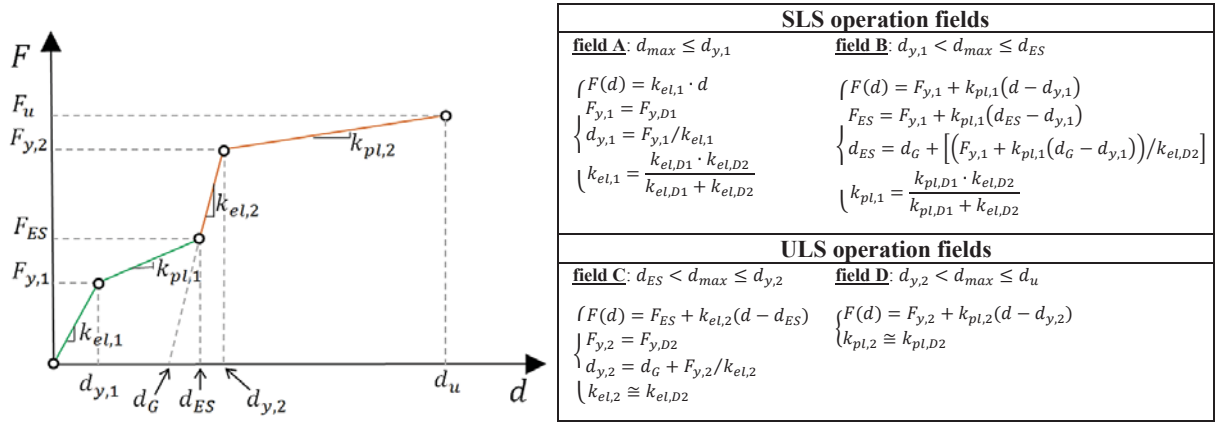 F
F_u
F_{y,2}
F_{ES}
F_{y,1}
k_{el,1}
k_{pl,1}
k_{el,2}
k_{pl,2}
d_{y,1}
d_G
d_{ES}
d_{y,2}
d_u
d
SLS operation fields
field A: d_{max} ≤ d_{y,1}
F(d) = k_{el,1} · d
F_{y,1} = F_{y,D1}
d_{y,1} = F_{y,1}/k_{el,1}
k_{el,1} = \frac{k_{el,D1} · k_{el,D2}}{k_{el,D1} + k_{el,D2}}
field B: d_{y,1} < d_{max} ≤ d_{ES}
F(d) = F_{y,1} + k_{pl,1}(d − d_{y,1})
F_{ES} = F_{y,1} + k_{pl,1}(d_{ES} − d_{y,1})
d_{ES} = d_G + [(F_{y,1} + k_{pl,1}(d_G − d_{y,1}))/k_{el,D2}]
k_{pl,1} = \frac{k_{pl,D1} · k_{el,D2}}{k_{pl,D1} + k_{el,D2}}
ULS operation fields
field C: d_{ES} < d_{max} ≤ d_{y,2}
F(d) = F_{ES} + k_{el,2}(d − d_{ES})
F_{y,2} = F_{y,D2}
d_{y,2} = d_G + F_{y,2}/k_{el,2}
k_{el,2} ≅ k_{el,D2}
field D: d_{y,2} < d_{max} ≤ d_u
F(d) = F_{y,2} + k_{pl,2}(d − d_{y,2})
k_{pl,2} ≅ k_{pl,D2}